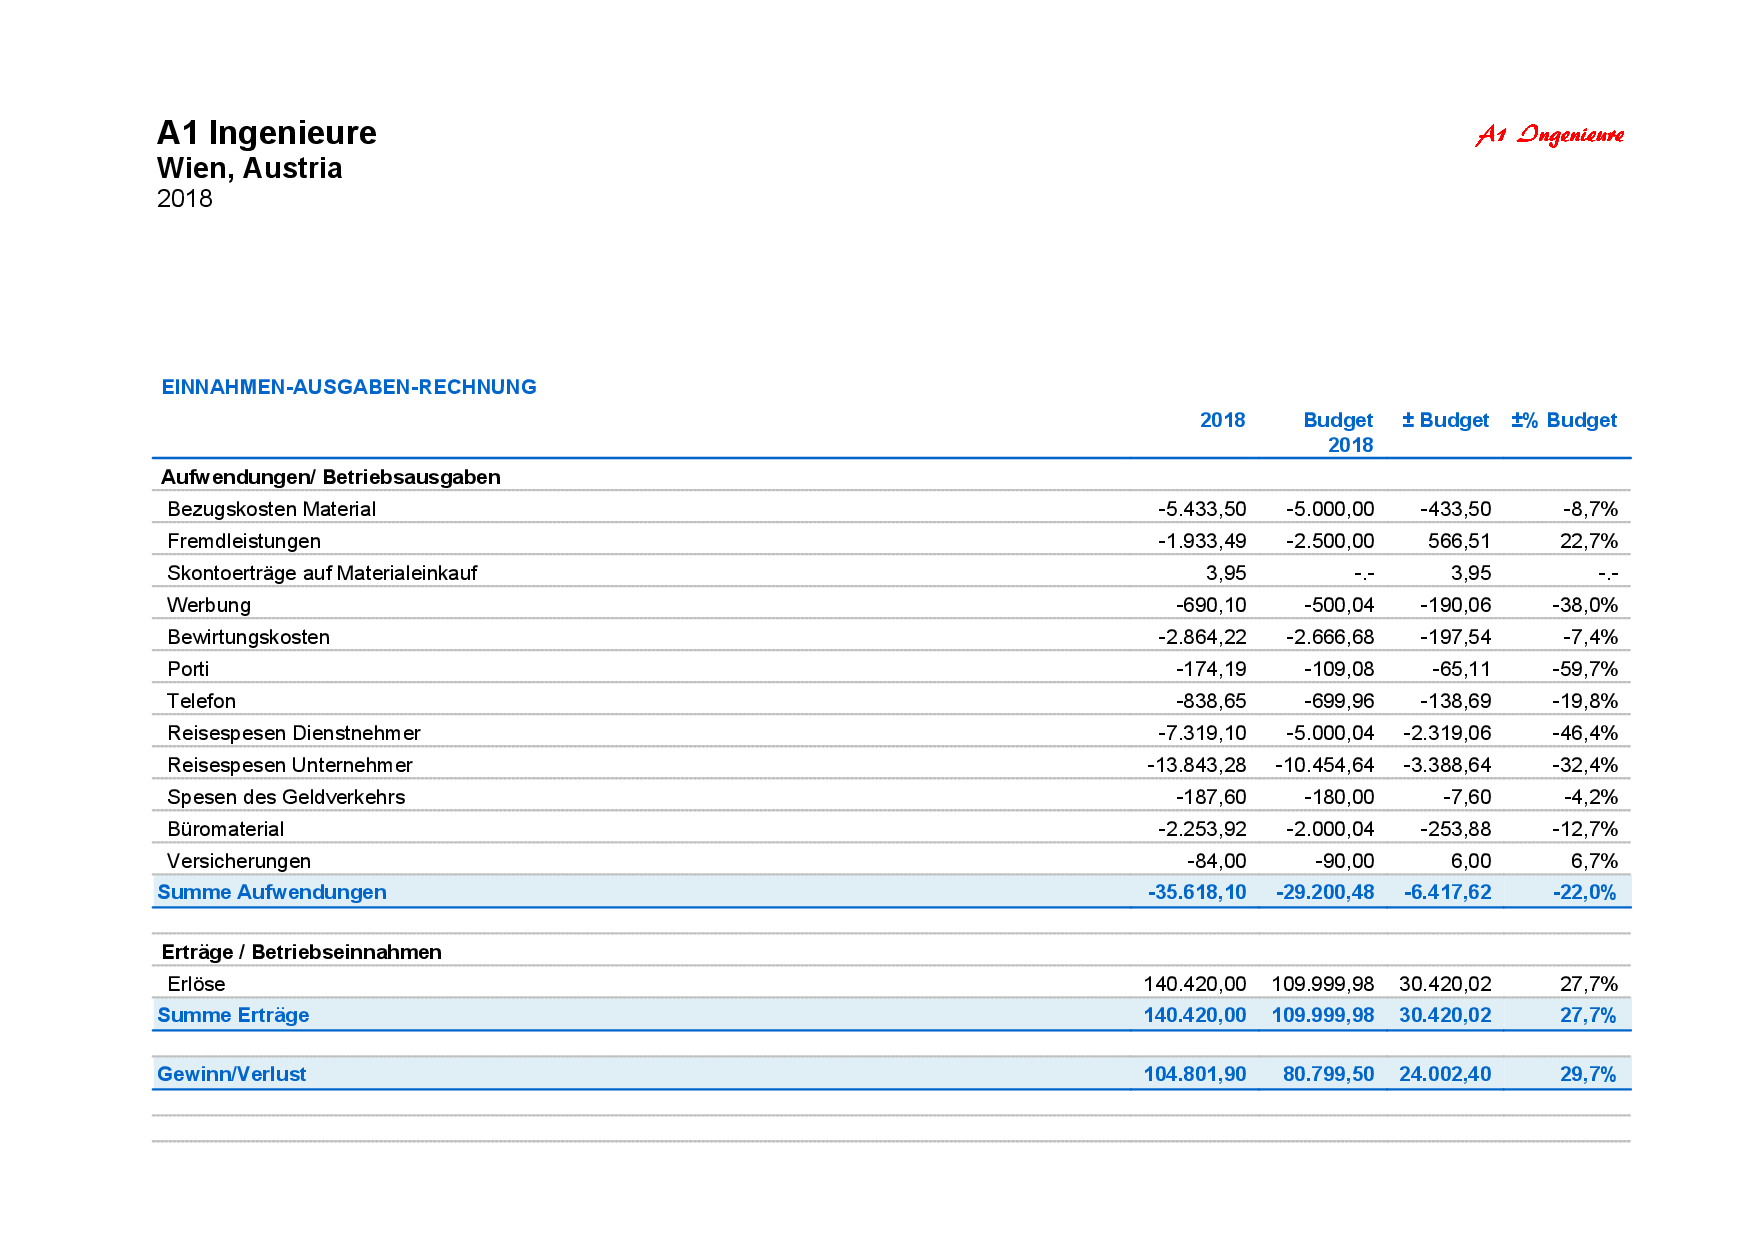 A1 Ingenieure
A1 Ingenieure
Wien, Austria
2018
EINNAHMEN-AUSGABEN-RECHNUNG
2018 Budget 2018 ± Budget ±% Budget
Aufwendungen/ Betriebsausgaben
Bezugskosten Material -5.433,50 -5.000,00 -433,50 -8,7%
Fremdleistungen -1.933,49 -2.500,00 566,51 22,7%
Skontoerträge auf Materialeinkauf 3,95 -.- 3,95 -.-
Werbung -690,10 -500,04 -190,06 -38,0%
Bewirtungskosten -2.864,22 -2.666,68 -197,54 -7,4%
Porti -174,19 -109,08 -65,11 -59,7%
Telefon -838,65 -699,96 -138,69 -19,8%
Reisespesen Dienstnehmer -7.319,10 -5.000,04 -2.319,06 -46,4%
Reisespesen Unternehmer -13.843,28 -10.454,64 -3.388,64 -32,4%
Spesen des Geldverkehrs -187,60 -180,00 -7,60 -4,2%
Büromaterial -2.253,92 -2.000,04 -253,88 -12,7%
Versicherungen -84,00 -90,00 6,00 6,7%
Summe Aufwendungen -35.618,10 -29.200,48 -6.417,62 -22,0%
Erträge / Betriebseinnahmen
Erlöse 140.420,00 109.999,98 30.420,02 27,7%
Summe Erträge 140.420,00 109.999,98 30.420,02 27,7%
Gewinn/Verlust 104.801,90 80.799,50 24.002,40 29,7%